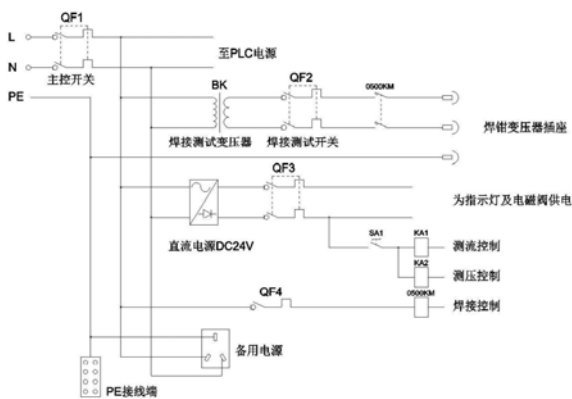 QF1
L
N
主控开关
至PLC电源
PE
BK
QF2
0500KM
焊接测试变压器
焊接测试开关
焊钳变压器插座
QF3
直流电源DC24V
为指示灯及电磁阀供电
SA1
KA1
测流控制
KA2
测压控制
QF4
0500KM
焊接控制
备用电源
PE接线端